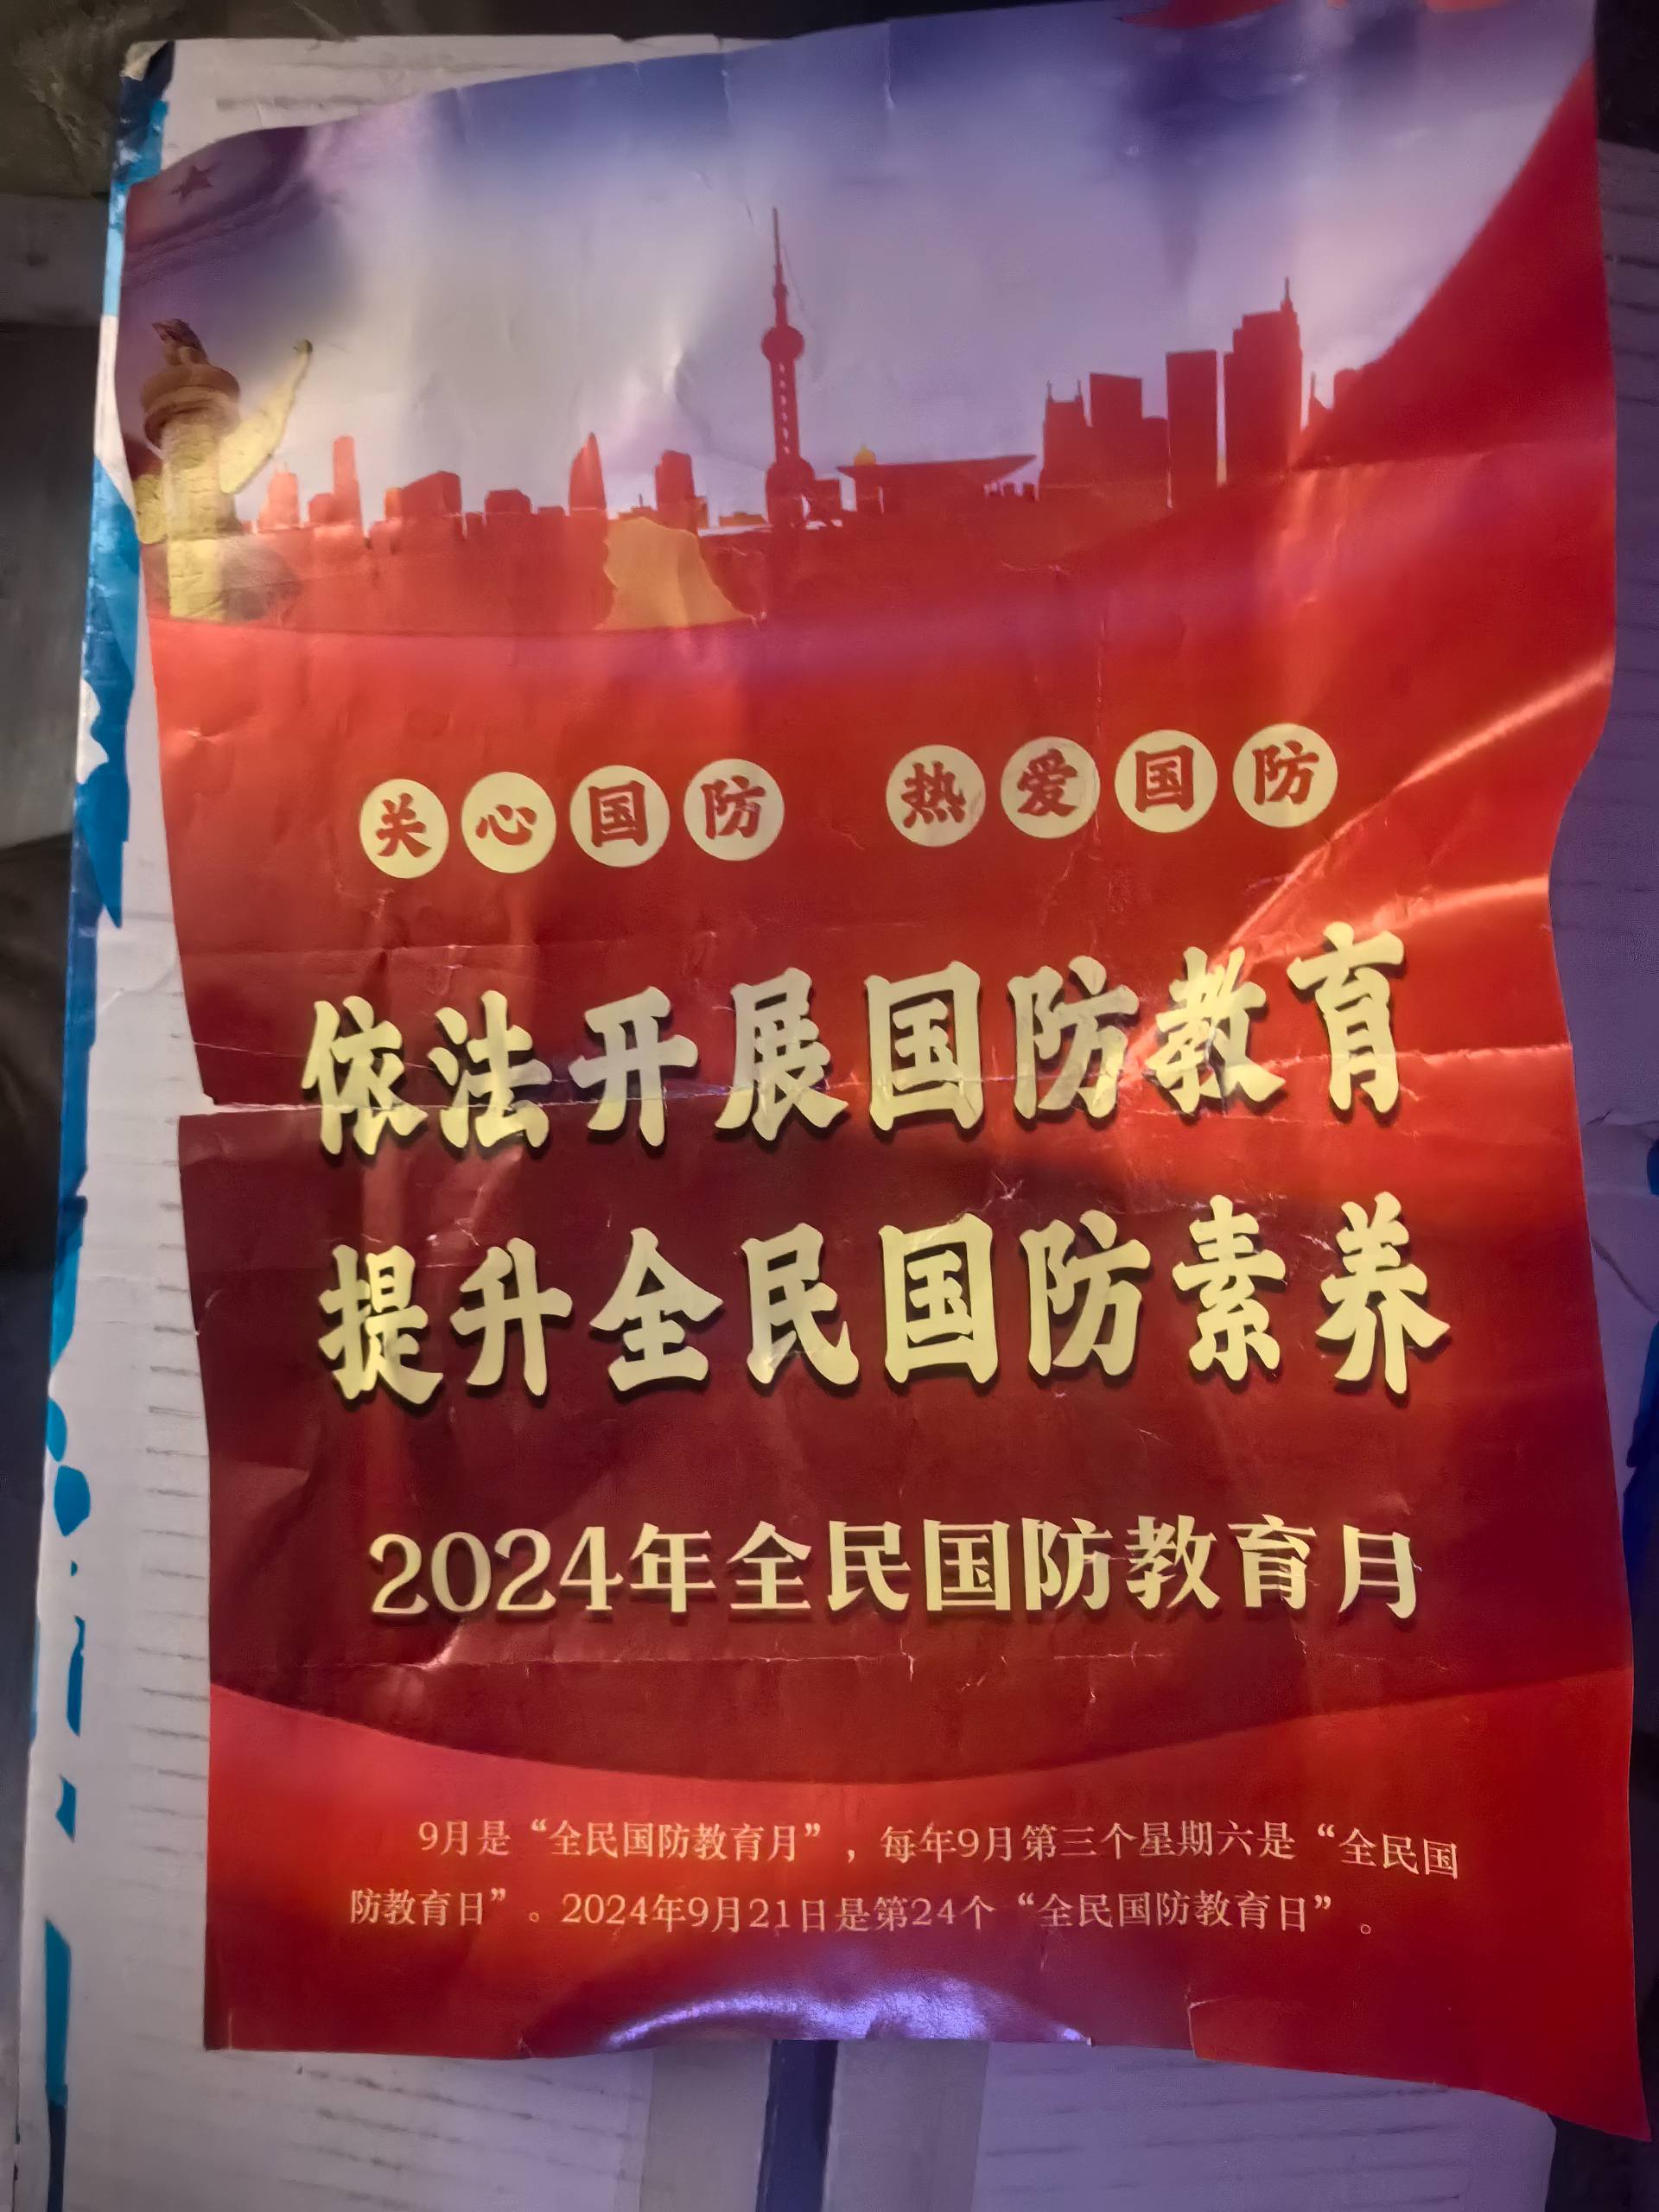 关心国防 热爱国防
依法开展国防教育
提升全民国防素养
2024年全民国防教育月
9月是“全民国防教育月”，每年9月第三个星期六是“全民国
防教育日”。2024年9月21日是第24个“全民国防教育日”。